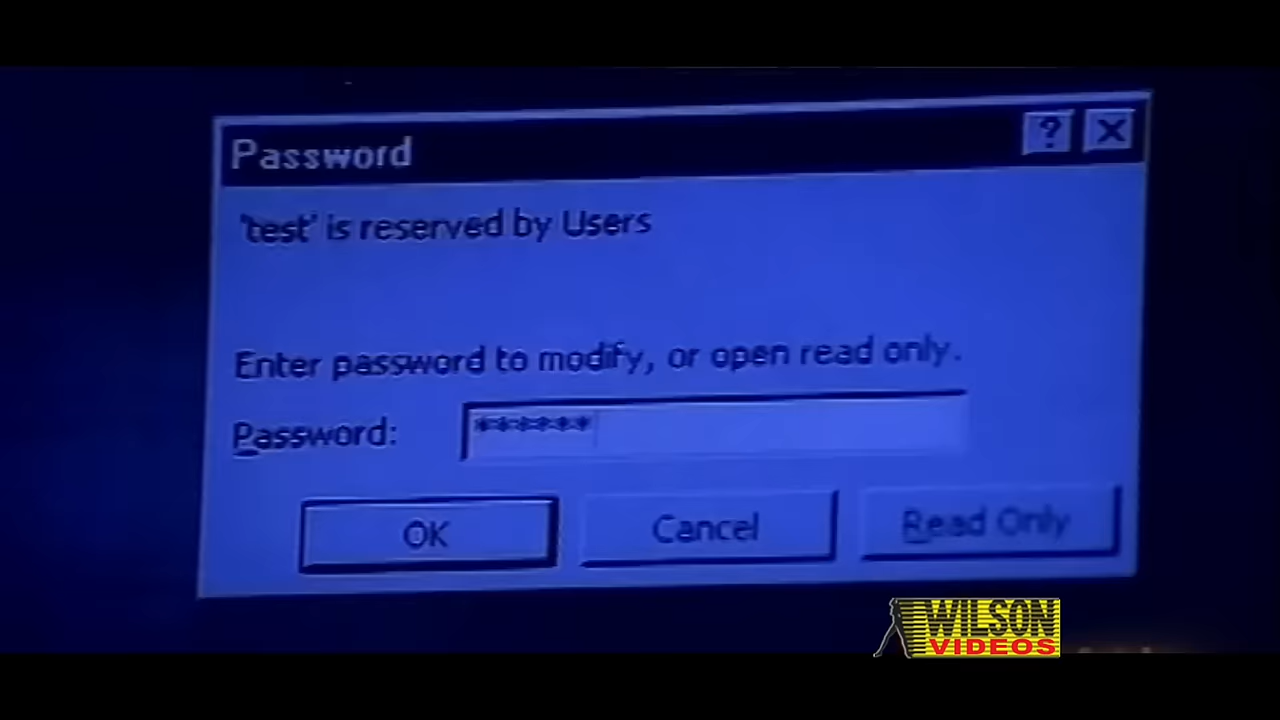 Password
'test' is reserved by Users
Enter password to modify, or open read only.
Password: ******
OK Cancel Read Only
WILSON
VIDEOS